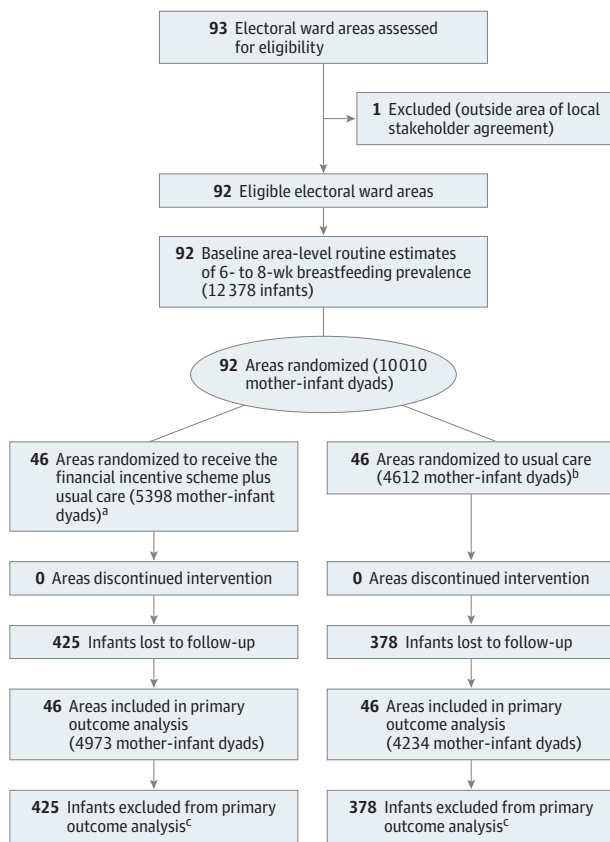 93 Electoral ward areas assessed
for eligibility
1 Excluded (outside area of local
stakeholder agreement)
92 Eligible electoral ward areas
92 Baseline area-level routine estimates
of 6- to 8-wk breastfeeding prevalence
(12 378 infants)
92 Areas randomized (10 010
mother-infant dyads)
46 Areas randomized to receive the
financial incentive scheme plus
usual care (5398 mother-infant
dyads)a
46 Areas randomized to usual care
(4612 mother-infant dyads)b
0 Areas discontinued intervention
0 Areas discontinued intervention
425 Infants lost to follow-up
378 Infants lost to follow-up
46 Areas included in primary
outcome analysis
(4973 mother-infant dyads)
46 Areas included in primary
outcome analysis
(4234 mother-infant dyads)
425 Infants excluded from primary
outcome analysisc
378 Infants excluded from primary
outcome analysisc